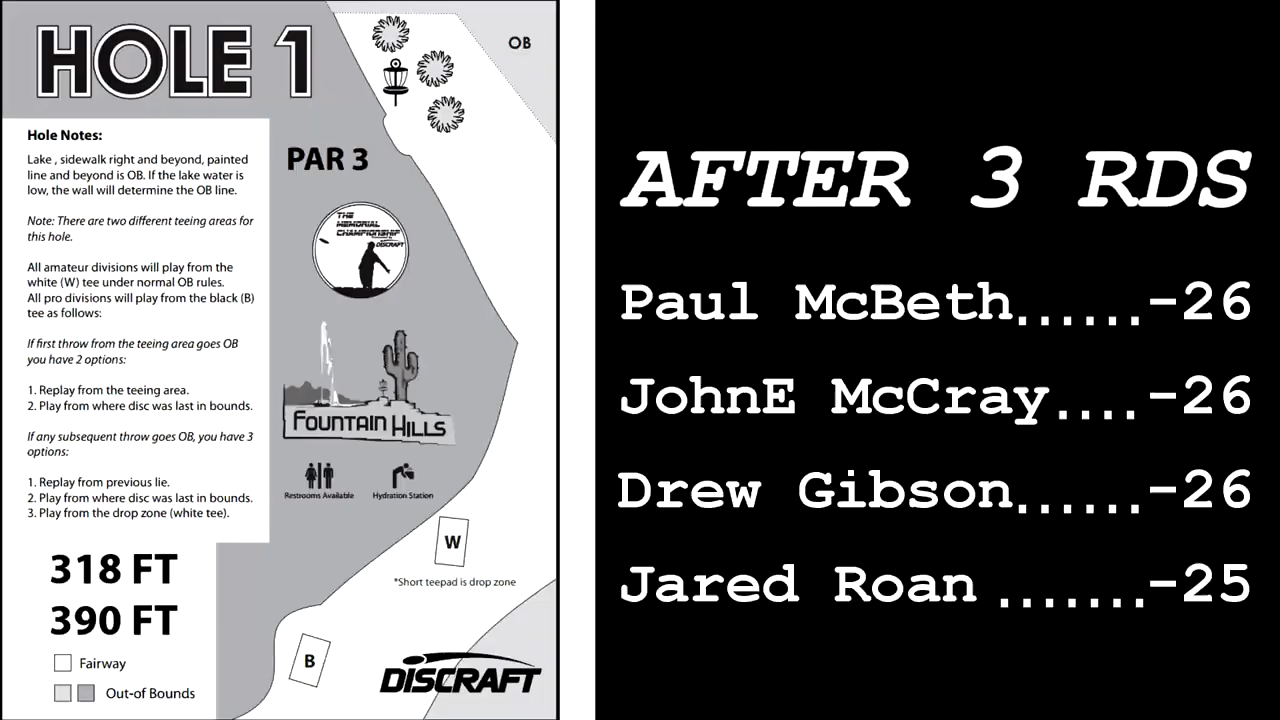 HOLE 1
OB
Hole Notes:
Lake , sidewalk right and beyond, painted
line and beyond is OB. If the lake water is
low, the wall will determine the OB line.
Note: There are two different teeing areas for
this hole.
All amateur divisions will play from the
white (W) tee under normal OB rules.
All pro divisions will play from the black (B)
tee as follows:
If first throw from the teeing area goes OB
you have 2 options:
1. Replay from the teeing area.
2. Play from where disc was last in bounds.
If any subsequent throw goes OB, you have 3
options:
1. Replay from previous lie.
2. Play from where disc was last in bounds.
3. Play from the drop zone (white tee).
318 FT
390 FT
Fairway
Out-of Bounds
PAR 3
THE
MEMORIAL
CHAMPIONSHIP
DISCRAFT
FOUNTAIN HILLS
Restrooms Available
Hydration Station
W
*Short teepad is drop zone
B
DISCRAFT
AFTER 3 RDS
Paul McBeth......-26
JohnE McCray....-26
Drew Gibson......-26
Jared Roan .......-25